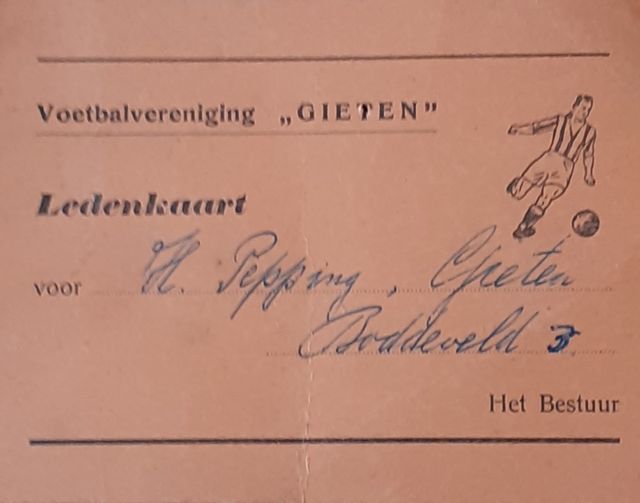 Voetbalvereniging „GIETEN”
Ledenkaart
voor H. Pepping, Gieten
Boddeveld 3.
Het Bestuur